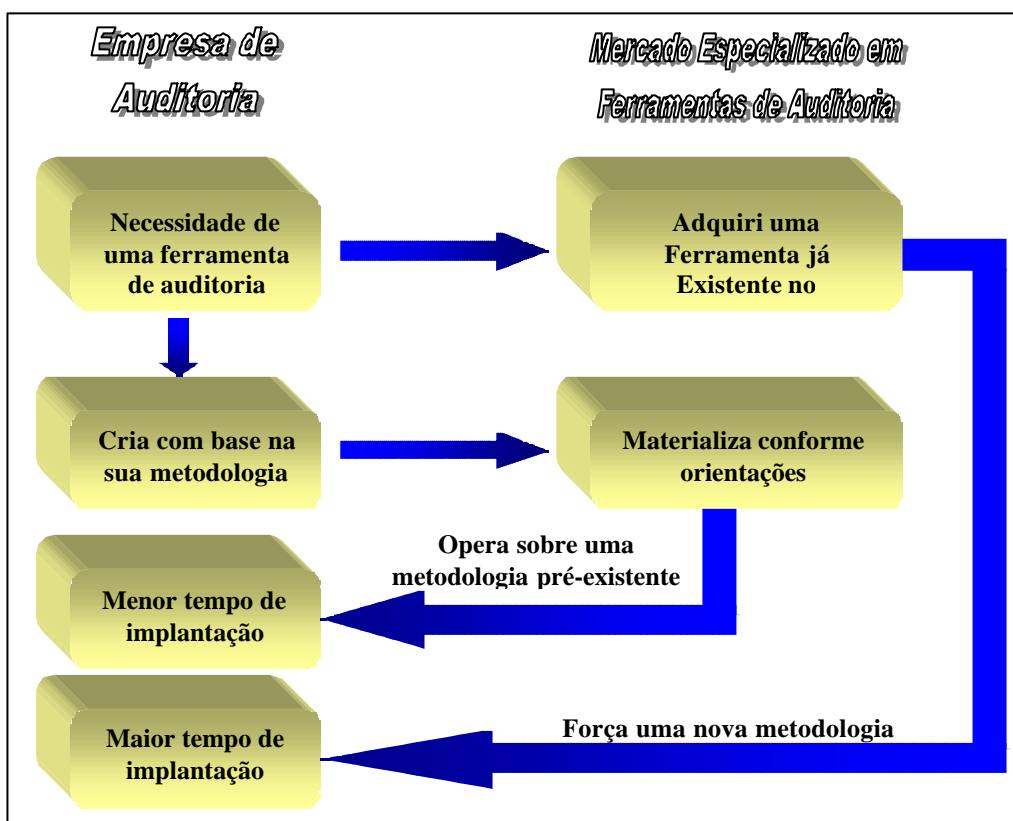 Empresa de
Auditoria
Mercado Especializado em
Ferramentas de Auditoria
Necessidade de
uma ferramenta
de auditoria
Adquiri uma
Ferramenta já
Existente no
Cria com base na
sua metodologia
Materializa conforme
orientações
Opera sobre uma
metodologia pré-existente
Menor tempo de
implantação
Força uma nova metodologia
Maior tempo de
implantação